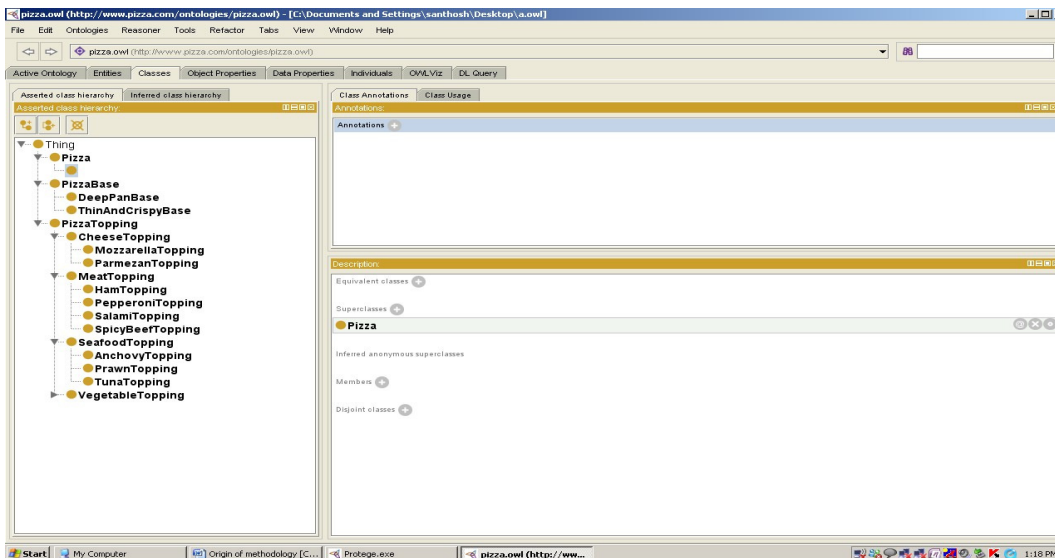 pizza.owl (http://www.pizza.com/ontologies/pizza.owl) - [C:\Documents and Settings\santhosh\Desktop\a.owl]
File Edit Ontologies Reasoner Tools Refactor Tabs View Window Help
pizza.owl (http://www.pizza.com/ontologies/pizza.owl)
Active Ontology Entities Classes Object Properties Data Properties Individuals OWLViz DL Query
Asserted class hierarchy Inferred class hierarchy
Asserted class hierarchy:
Thing
Pizza
PizzaBase
DeepPanBase
ThinAndCrispyBase
PizzaTopping
CheeseTopping
MozzarellaTopping
ParmezanTopping
MeatTopping
HamTopping
PepperoniTopping
SalamiTopping
SpicyBeefTopping
SeafoodTopping
AnchovyTopping
PrawnTopping
TunaTopping
VegetableTopping
Class Annotations Class Usage
Annotations:
Annotations
Description:
Equivalent classes
Superclasses
Pizza
Inferred anonymous superclasses
Members
Disjoint classes
Start My Computer Origin of methodology [C... Protege.exe pizza.owl (http://ww... 1:18 PM